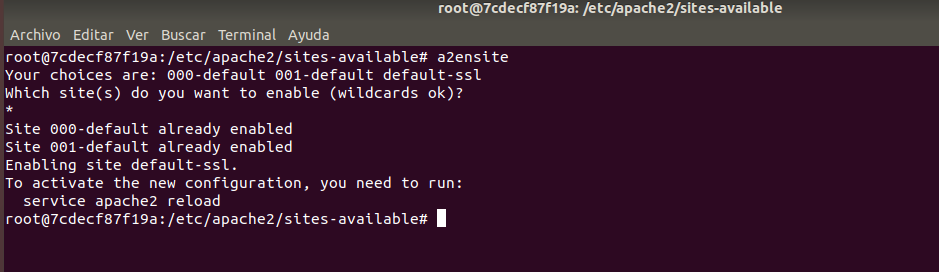 root@7cdecf87f19a: /etc/apache2/sites-available
Archivo Editar Ver Buscar Terminal Ayuda
root@7cdecf87f19a:/etc/apache2/sites-available# a2ensite
Your choices are: 000-default 001-default default-ssl
Which site(s) do you want to enable (wildcards ok)?
*
Site 000-default already enabled
Site 001-default already enabled
Enabling site default-ssl.
To activate the new configuration, you need to run:
  service apache2 reload
root@7cdecf87f19a:/etc/apache2/sites-available#